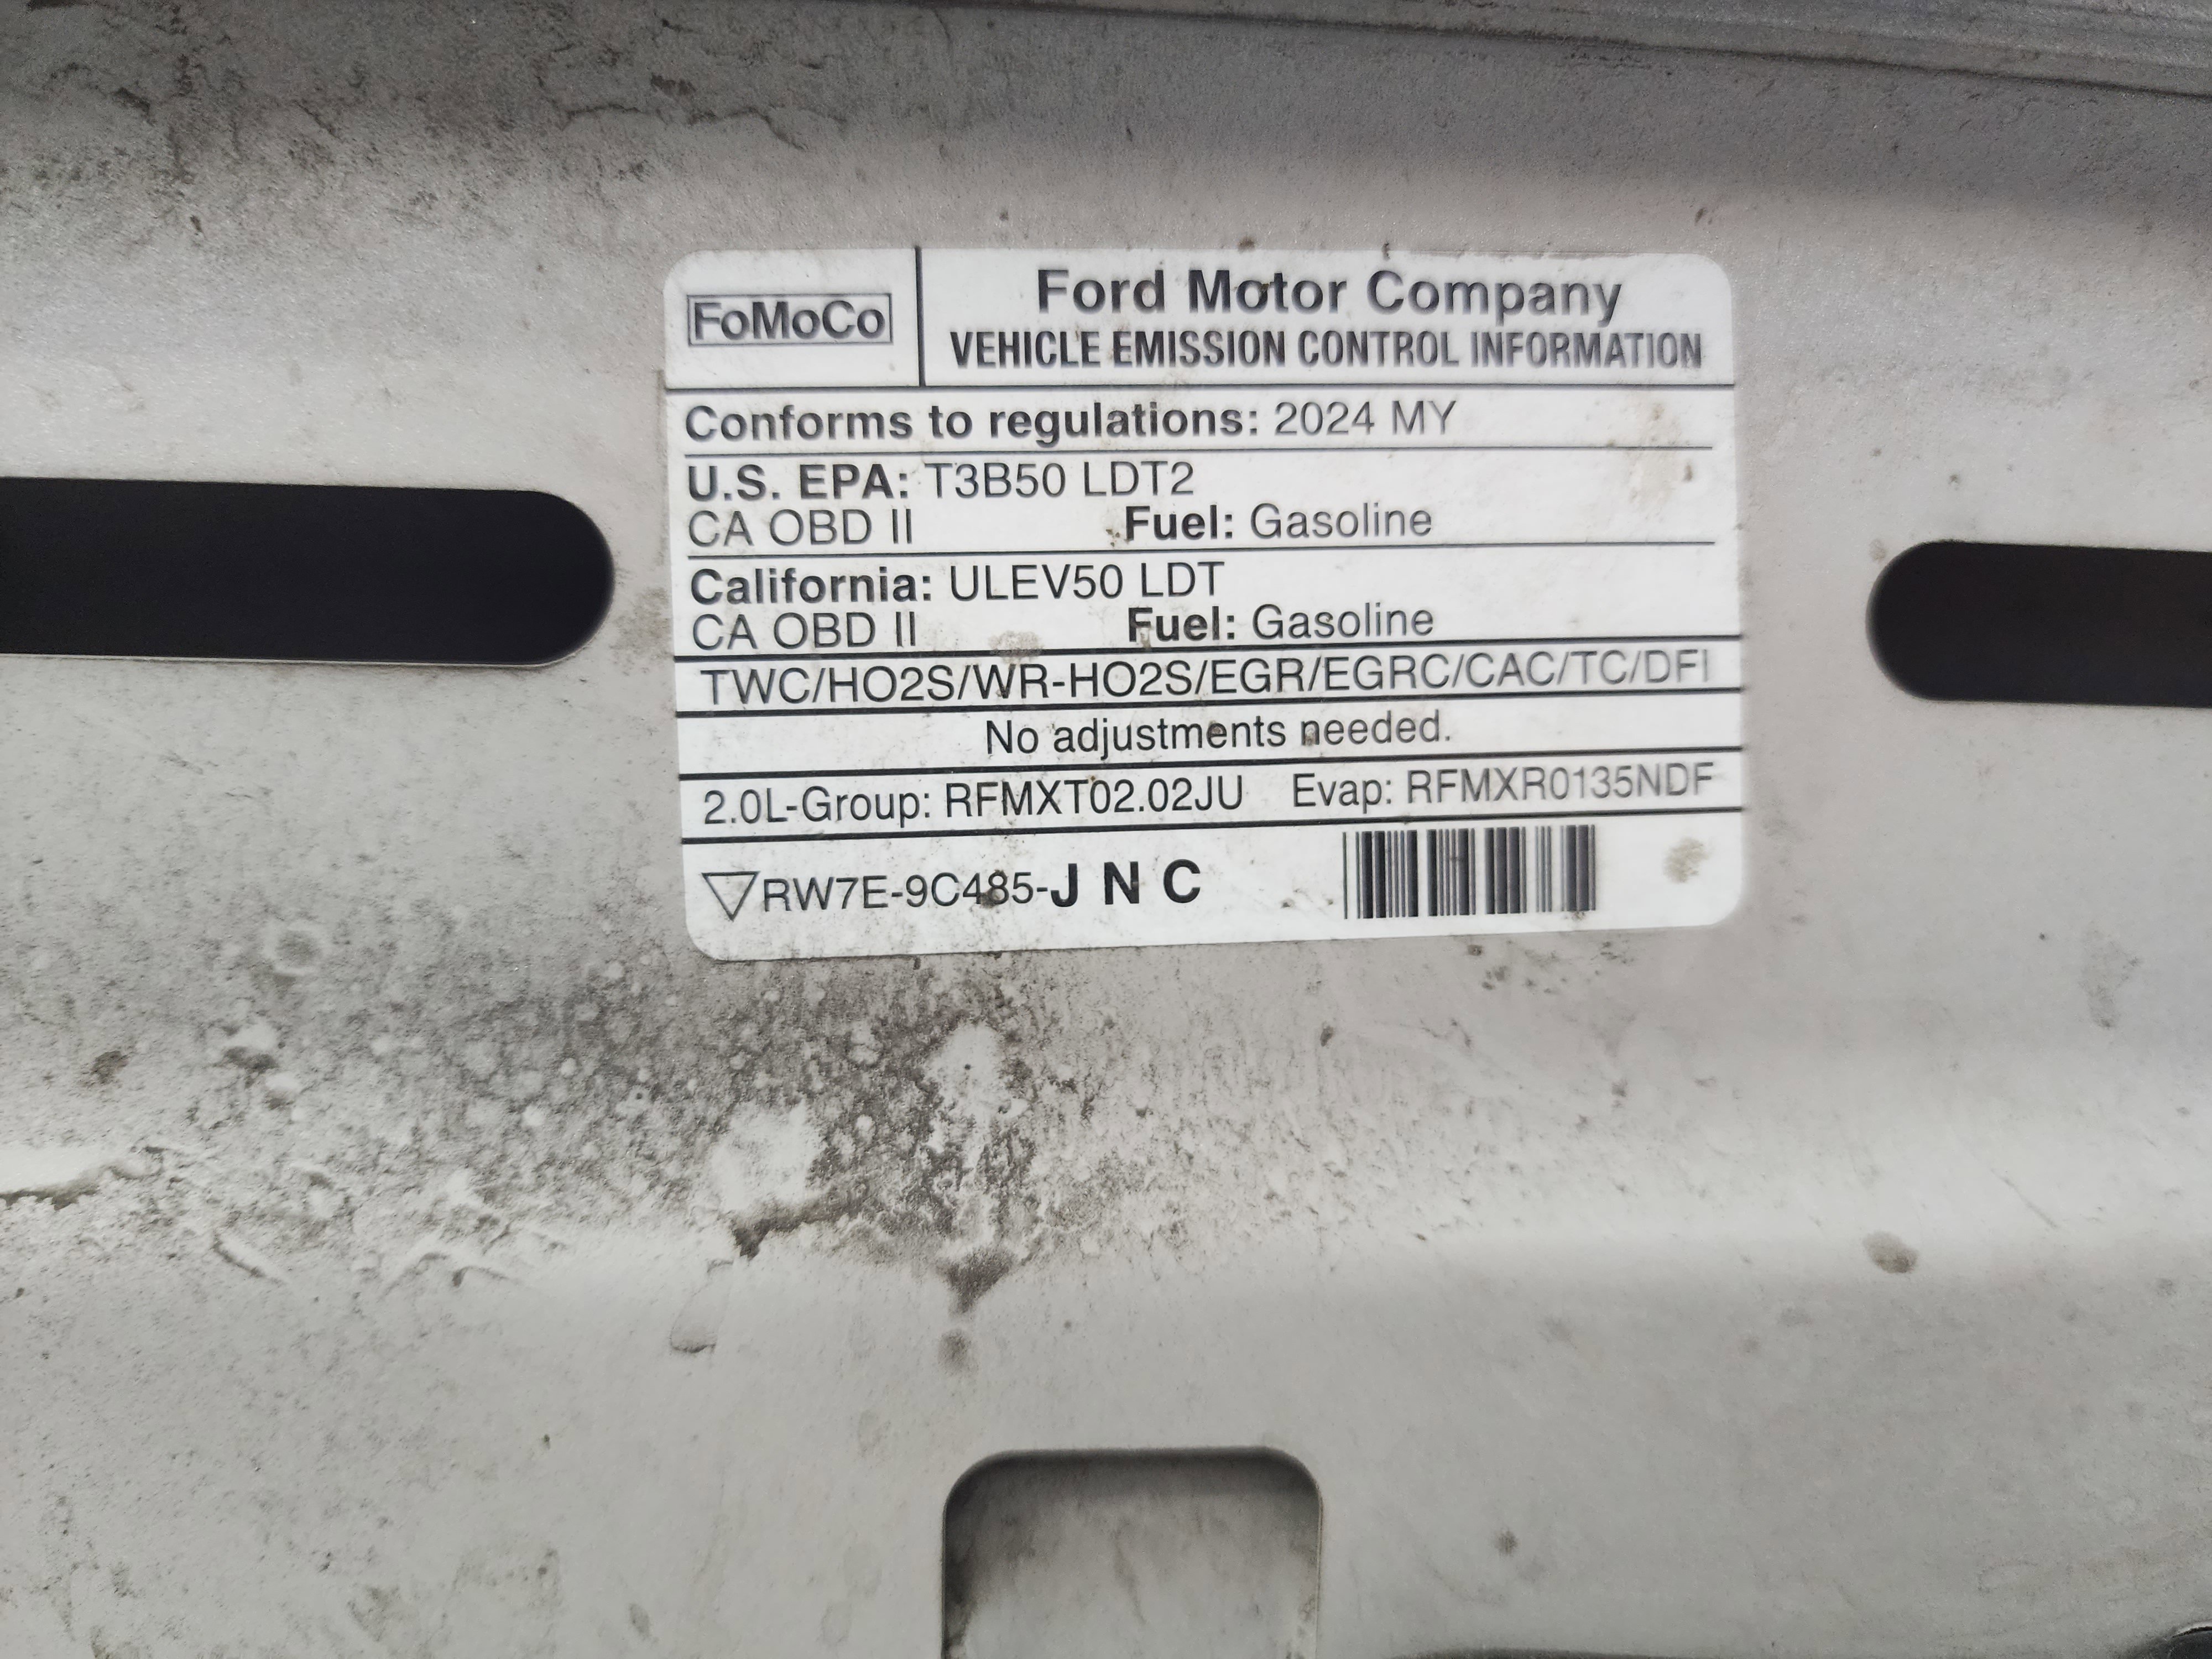 FoMoCo
Ford Motor Company
VEHICLE EMISSION CONTROL INFORMATION
Conforms to regulations: 2024 MY
U.S. EPA: T3B50 LDT2
CA OBD II Fuel: Gasoline
California: ULEV50 LDT
CA OBD II Fuel: Gasoline
TWC/HO2S/WR-HO2S/EGR/EGRC/CAC/TC/DFI
No adjustments needed.
2.0L-Group: RFMXT02.02JU Evap: RFMXR0135NDF
RW7E-9C485-J N C